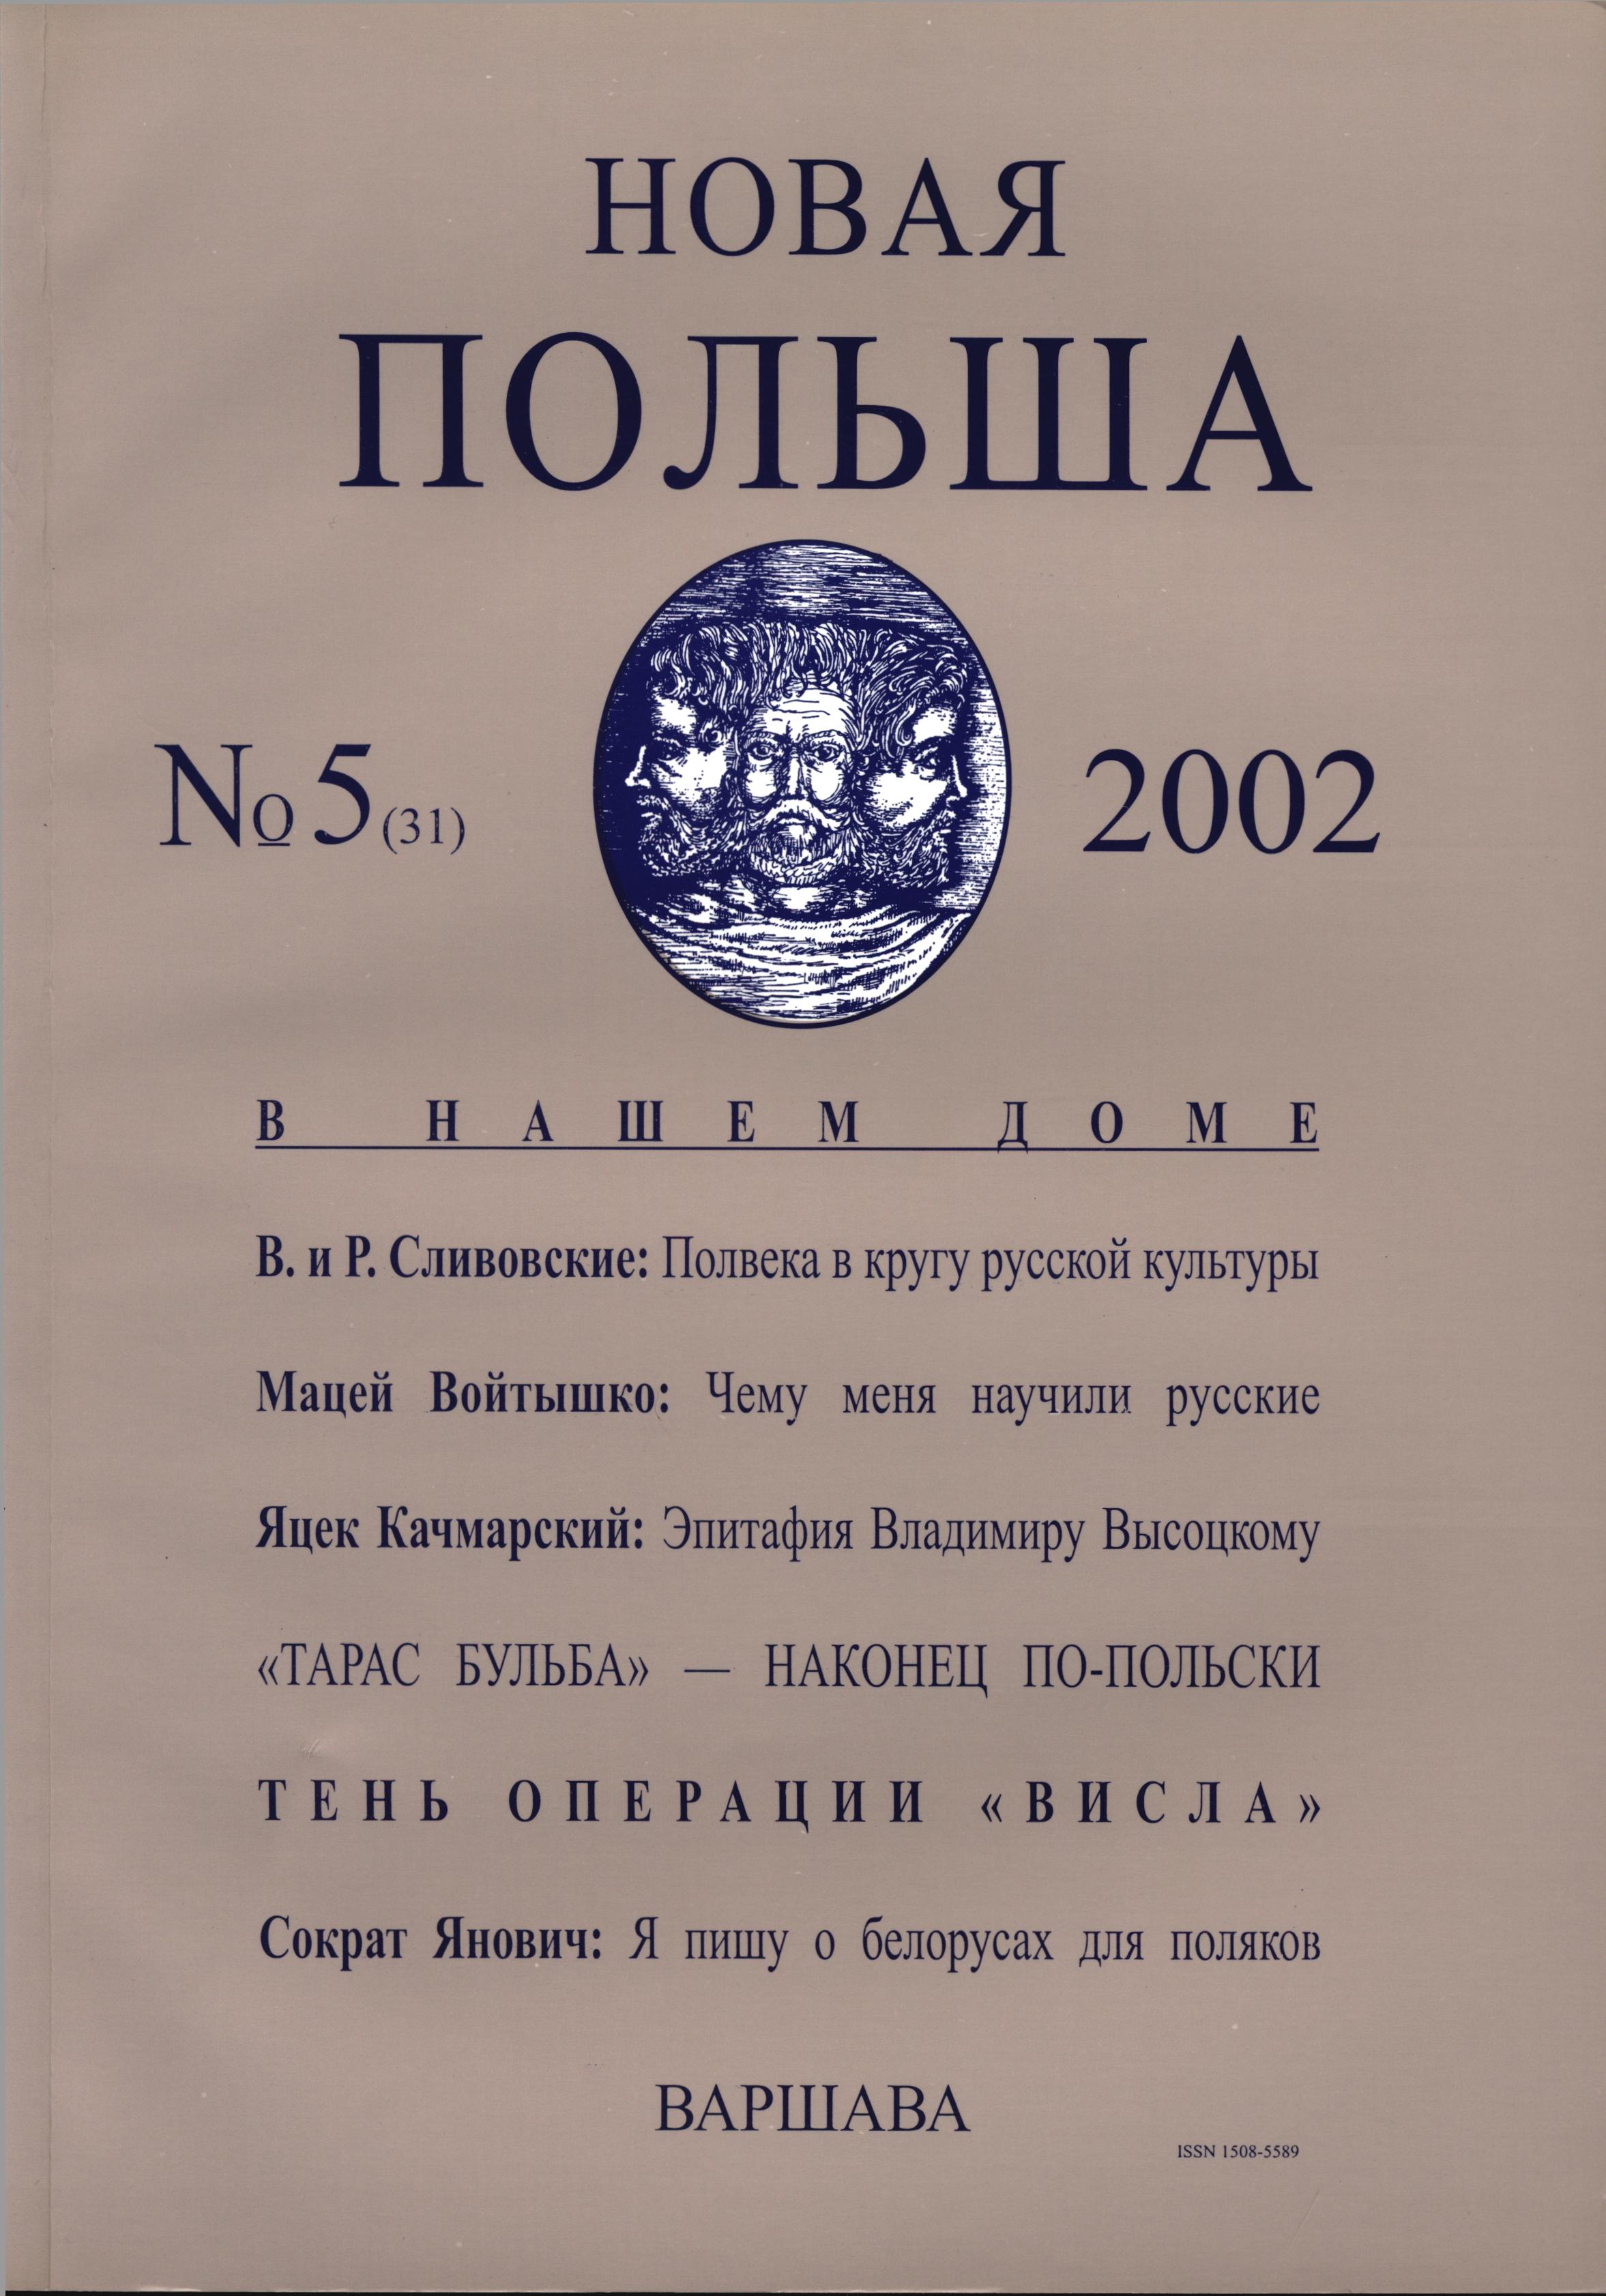 НОВАЯ
ПОЛЬША
№ 5 (31)
2002
В НАШЕМ ДОМЕ
В. и Р. Сливовские: Полвека в кругу русской культуры
Мацей Войтышко: Чему меня научили русские
Яцек Качмарский: Эпитафия Владимиру Высоцкому
«ТАРАС БУЛЬБА» — НАКОНЕЦ ПО-ПОЛЬСКИ
ТЕНЬ ОПЕРАЦИИ «ВИСЛА»
Сократ Янович: Я пишу о белорусах для поляков
ВАРШАВА
ISSN 1508-5589